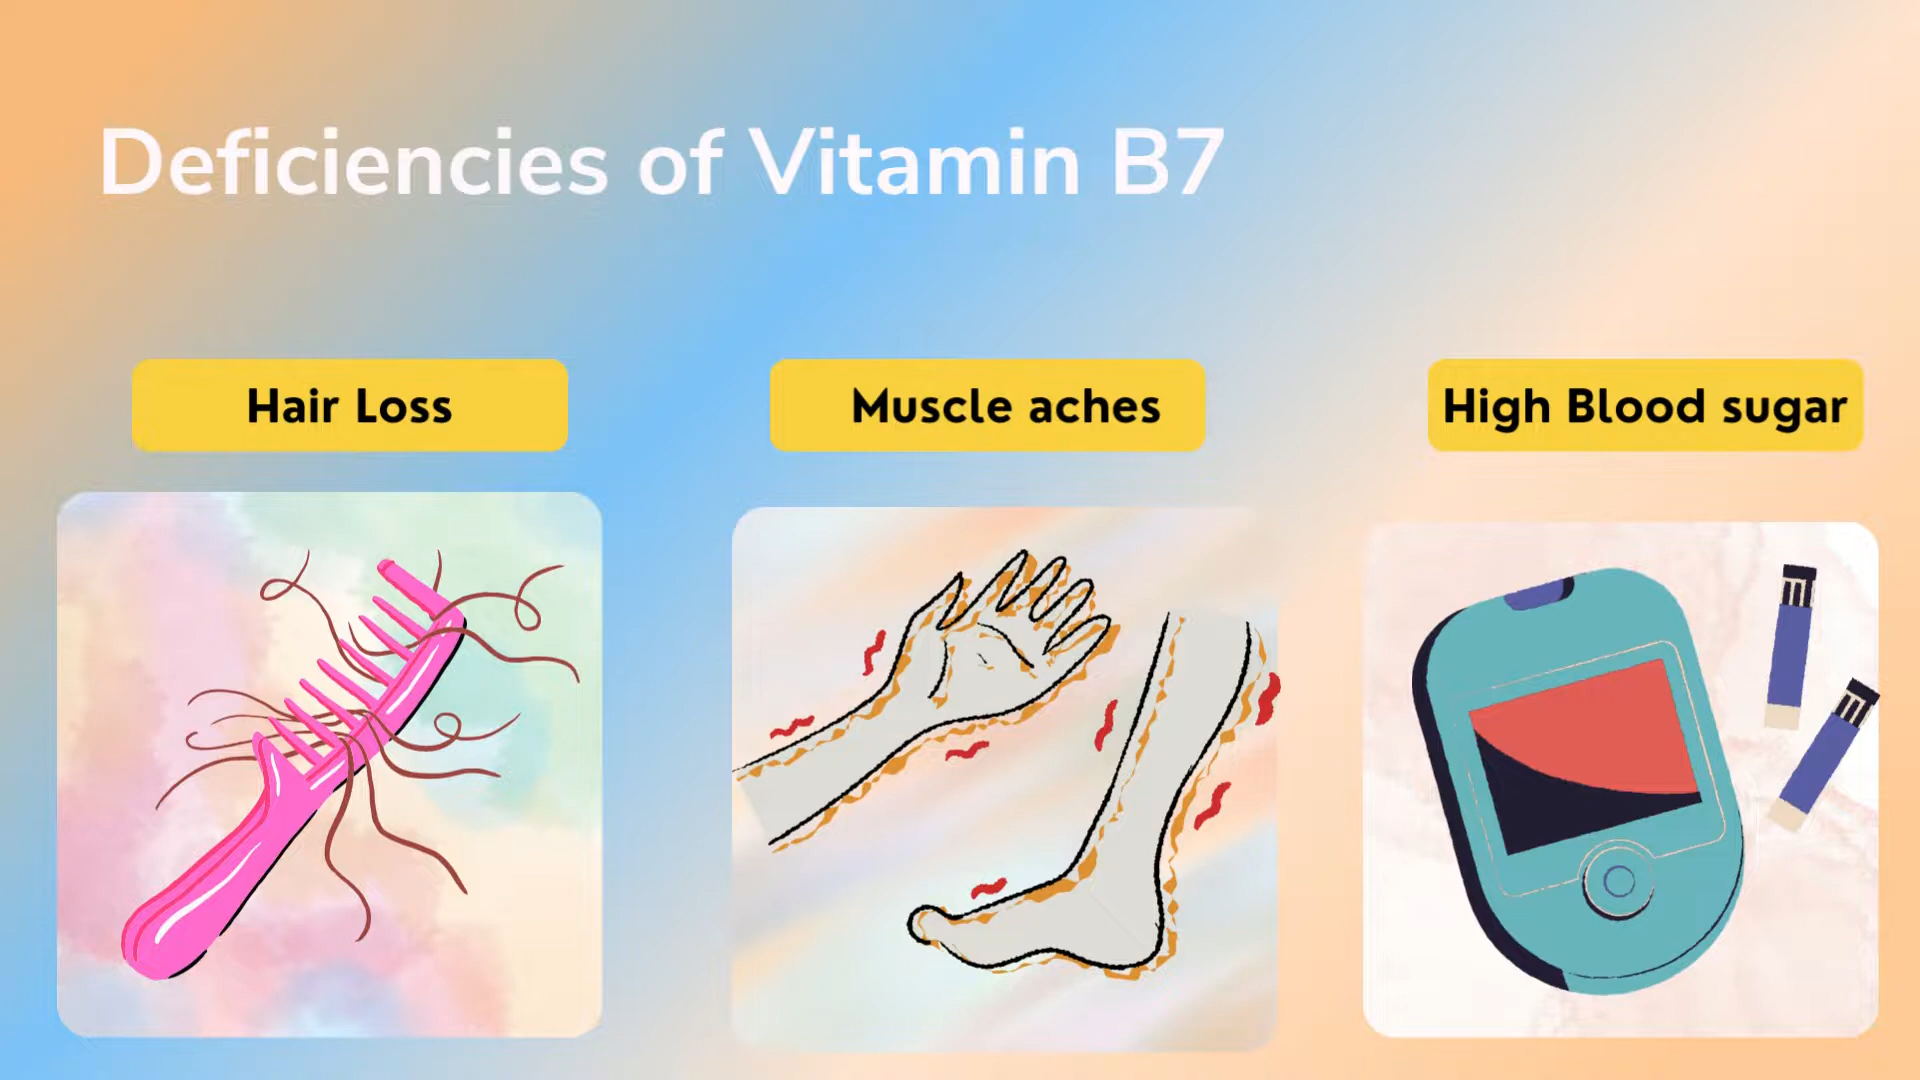 Deficiencies of Vitamin B7
Hair Loss
Muscle aches
High Blood sugar